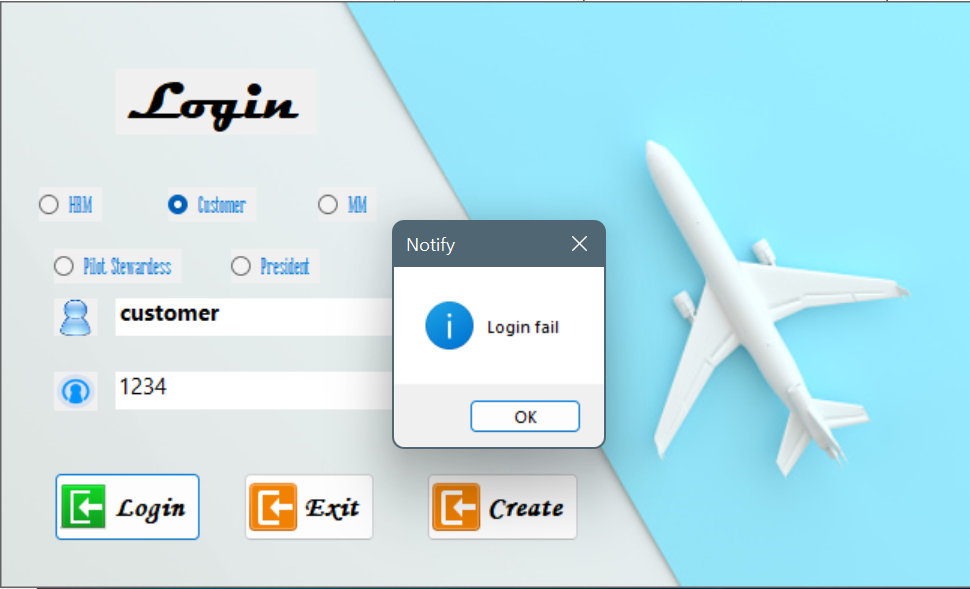 Login
HRM Customer MM
Pilot. Stewardess President
customer
1234
Notify
Login fail
OK
Login Exit Create